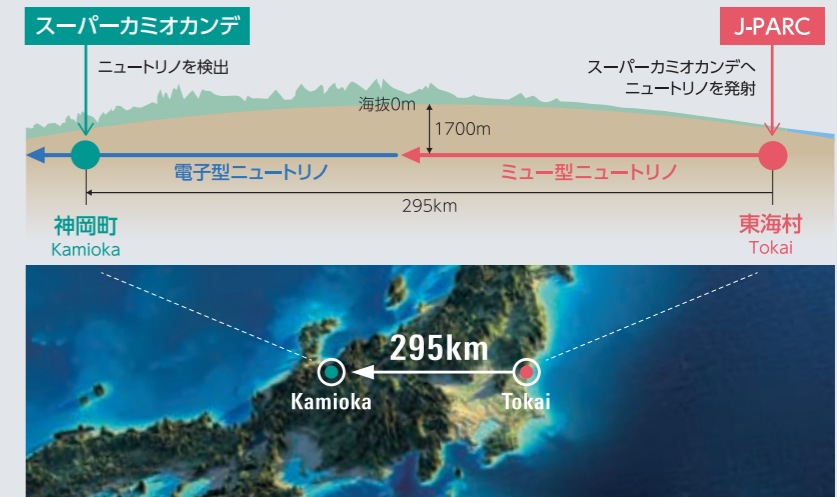 スーパーカミオカンデ
J-PARC
ニュートリノを検出
スーパーカミオカンデへ
ニュートリノを発射
海抜0m
1700m
電子型ニュートリノ
ミュー型ニュートリノ
295km
神岡町
Kamioka
東海村
Tokai
295km
Kamioka
Tokai